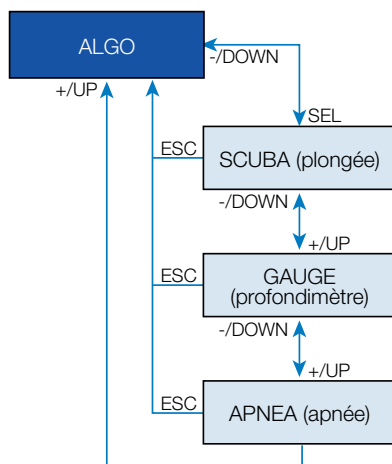 ALGO
-/DOWN
+/UP
SEL
ESC
SCUBA (plongée)
-/DOWN
+/UP
ESC
GAUGE
(profondimètre)
-/DOWN
+/UP
ESC
APNEA (apnée)